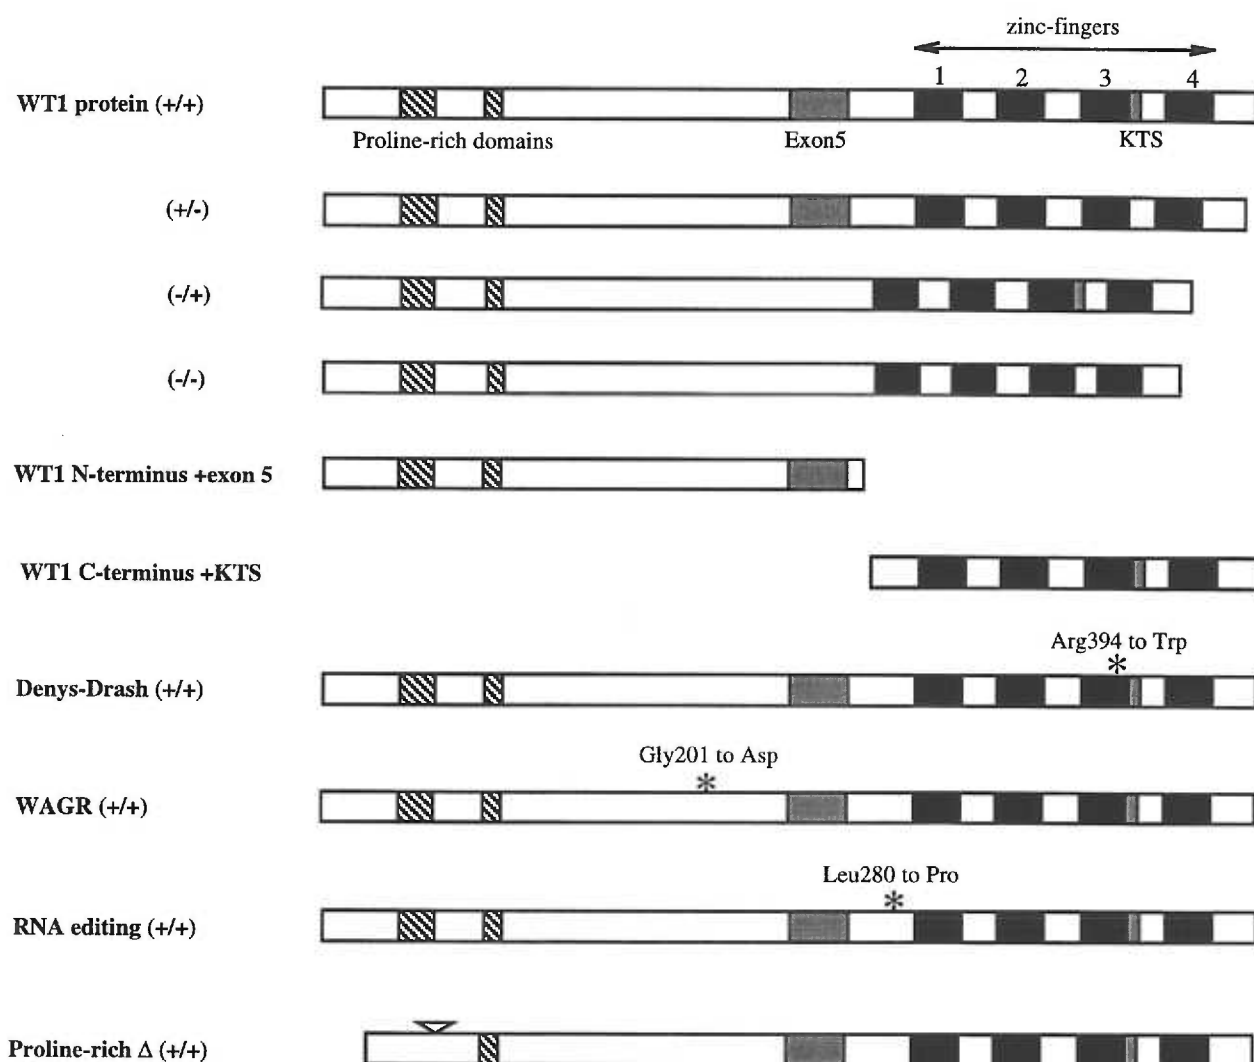 zinc-fingers
1 2 3 4
WT1 protein (+/+)
Proline-rich domains Exon5 KTS
(+/-)
(-/+)
(-/-)
WT1 N-terminus +exon 5
WT1 C-terminus +KTS
Arg394 to Trp
*
Denys-Drash (+/+)
Gly201 to Asp
*
WAGR (+/+)
Leu280 to Pro
*
RNA editing (+/+)
Proline-rich Δ (+/+)